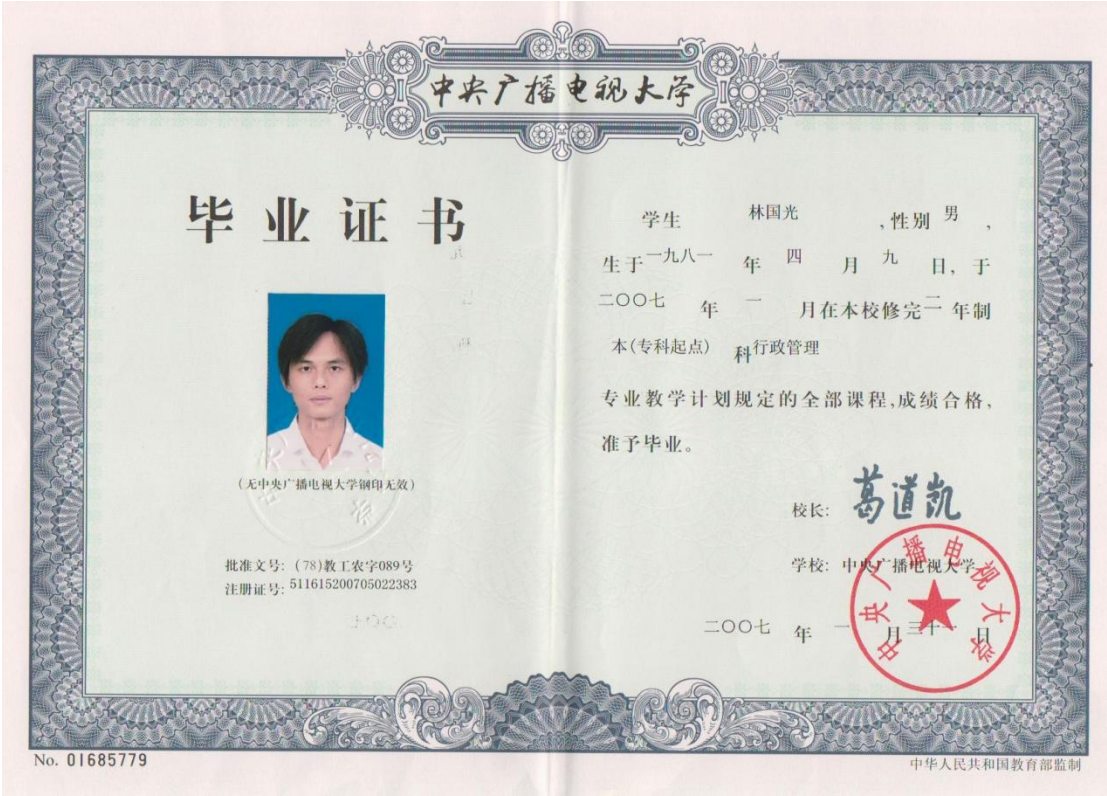 中央广播电视大学
毕业证书
(无中央广播电视大学钢印无效)
批准文号: (78)教工农字089号
注册证号: 511615200705022383
学生 林国光 , 性别 男 ,
生于 一九八一 年 四 月 九 日, 于
二〇〇七 年 一 月在本校修完 二 年制
本(专科起点) 科 行政管理
专业教学计划规定的全部课程,成绩合格,
准予毕业。
校长: 葛道凯
学校: 中央广播电视大学
二〇〇七 年 一 月 三十一 日
中央广播电视大学
No. 01685779
中华人民共和国教育部监制